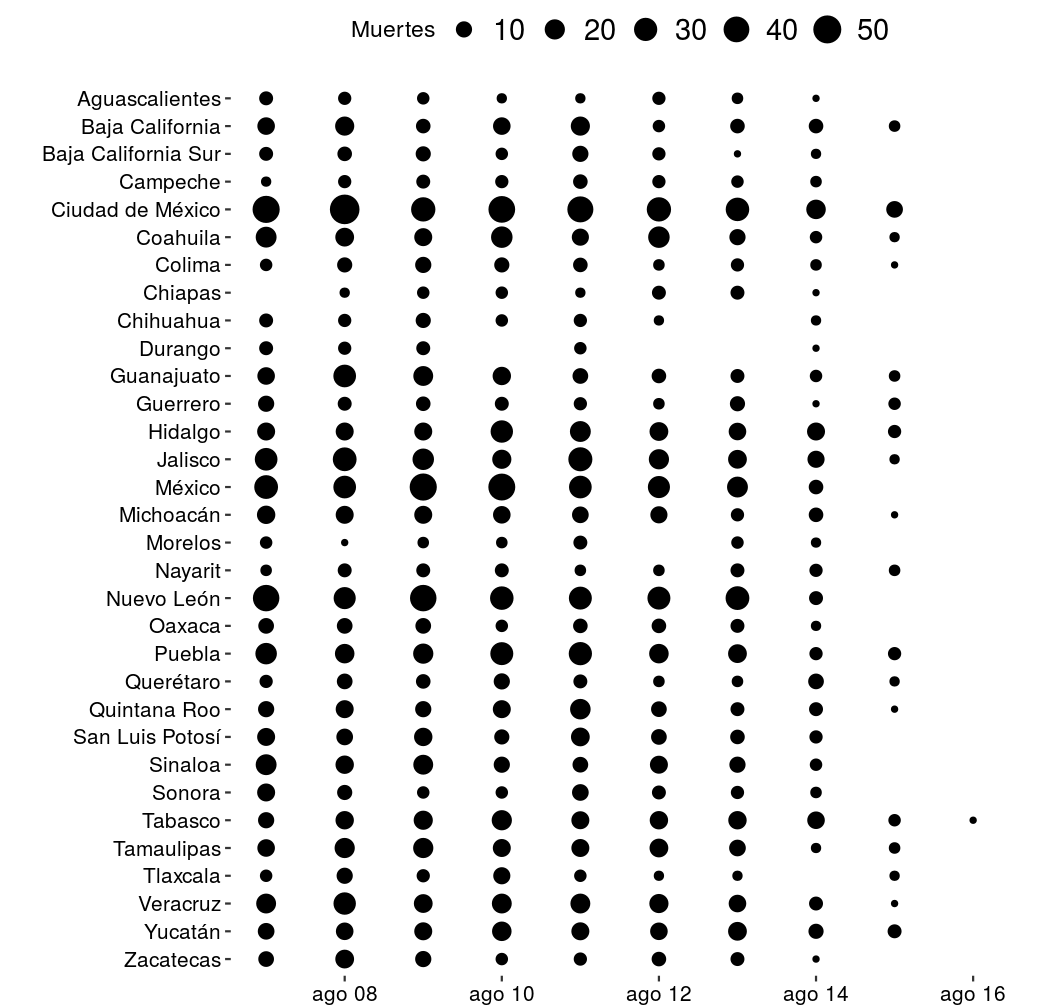 Muertes 10 20 30 40 50
Aguascalientes
Baja California
Baja California Sur
Campeche
Ciudad de México
Coahuila
Colima
Chiapas
Chihuahua
Durango
Guanajuato
Guerrero
Hidalgo
Jalisco
México
Michoacán
Morelos
Nayarit
Nuevo León
Oaxaca
Puebla
Querétaro
Quintana Roo
San Luis Potosí
Sinaloa
Sonora
Tabasco
Tamaulipas
Tlaxcala
Veracruz
Yucatán
Zacatecas
ago 08 ago 10 ago 12 ago 14 ago 16